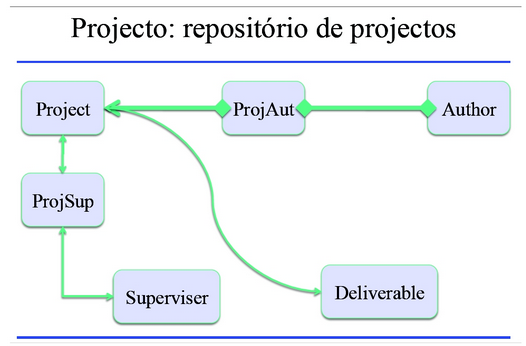 Projecto: repositório de projectos
Project
ProjAut
Author
ProjSup
Superviser
Deliverable